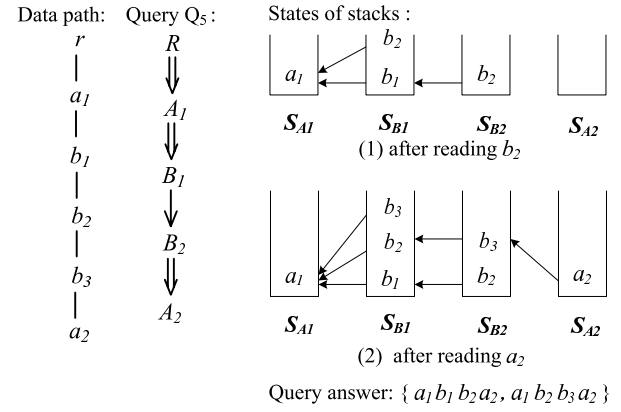 Data path:
r
a1
b1
b2
b3
a2
Query Q5:
R
A1
B1
B2
A2
States of stacks :
b2
a1 b1 b2
SA1 SB1 SB2 SA2
(1) after reading b2
b3
b2 b3
a1 b1 b2 a2
SA1 SB1 SB2 SA2
(2) after reading a2
Query answer: { a1 b1 b2 a2 , a1 b2 b3 a2 }